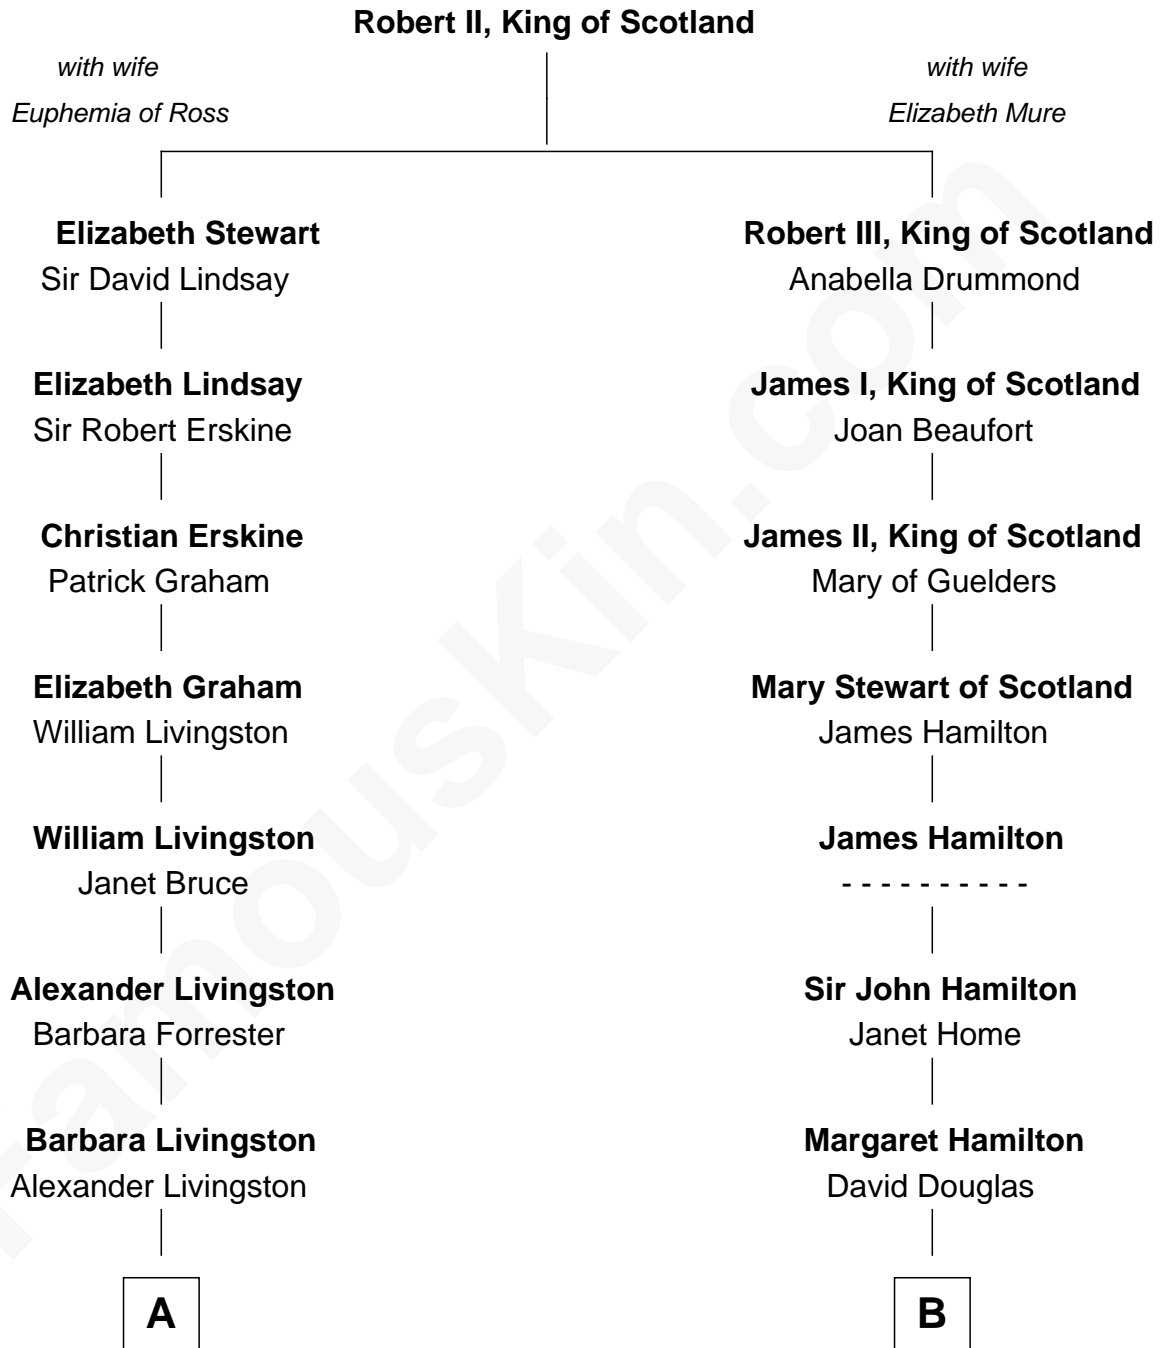 Robert II, King of Scotland
with wife
Euphemia of Ross
with wife
Elizabeth Mure
Elizabeth Stewart
Sir David Lindsay
Robert III, King of Scotland
Anabella Drummond
Elizabeth Lindsay
Sir Robert Erskine
James I, King of Scotland
Joan Beaufort
Christian Erskine
Patrick Graham
James II, King of Scotland
Mary of Guelders
Elizabeth Graham
William Livingston
Mary Stewart of Scotland
James Hamilton
William Livingston
Janet Bruce
James Hamilton
- - - - - - - - - -
Alexander Livingston
Barbara Forrester
Sir John Hamilton
Janet Home
Barbara Livingston
Alexander Livingston
Margaret Hamilton
David Douglas
A
B
FamousKin.com